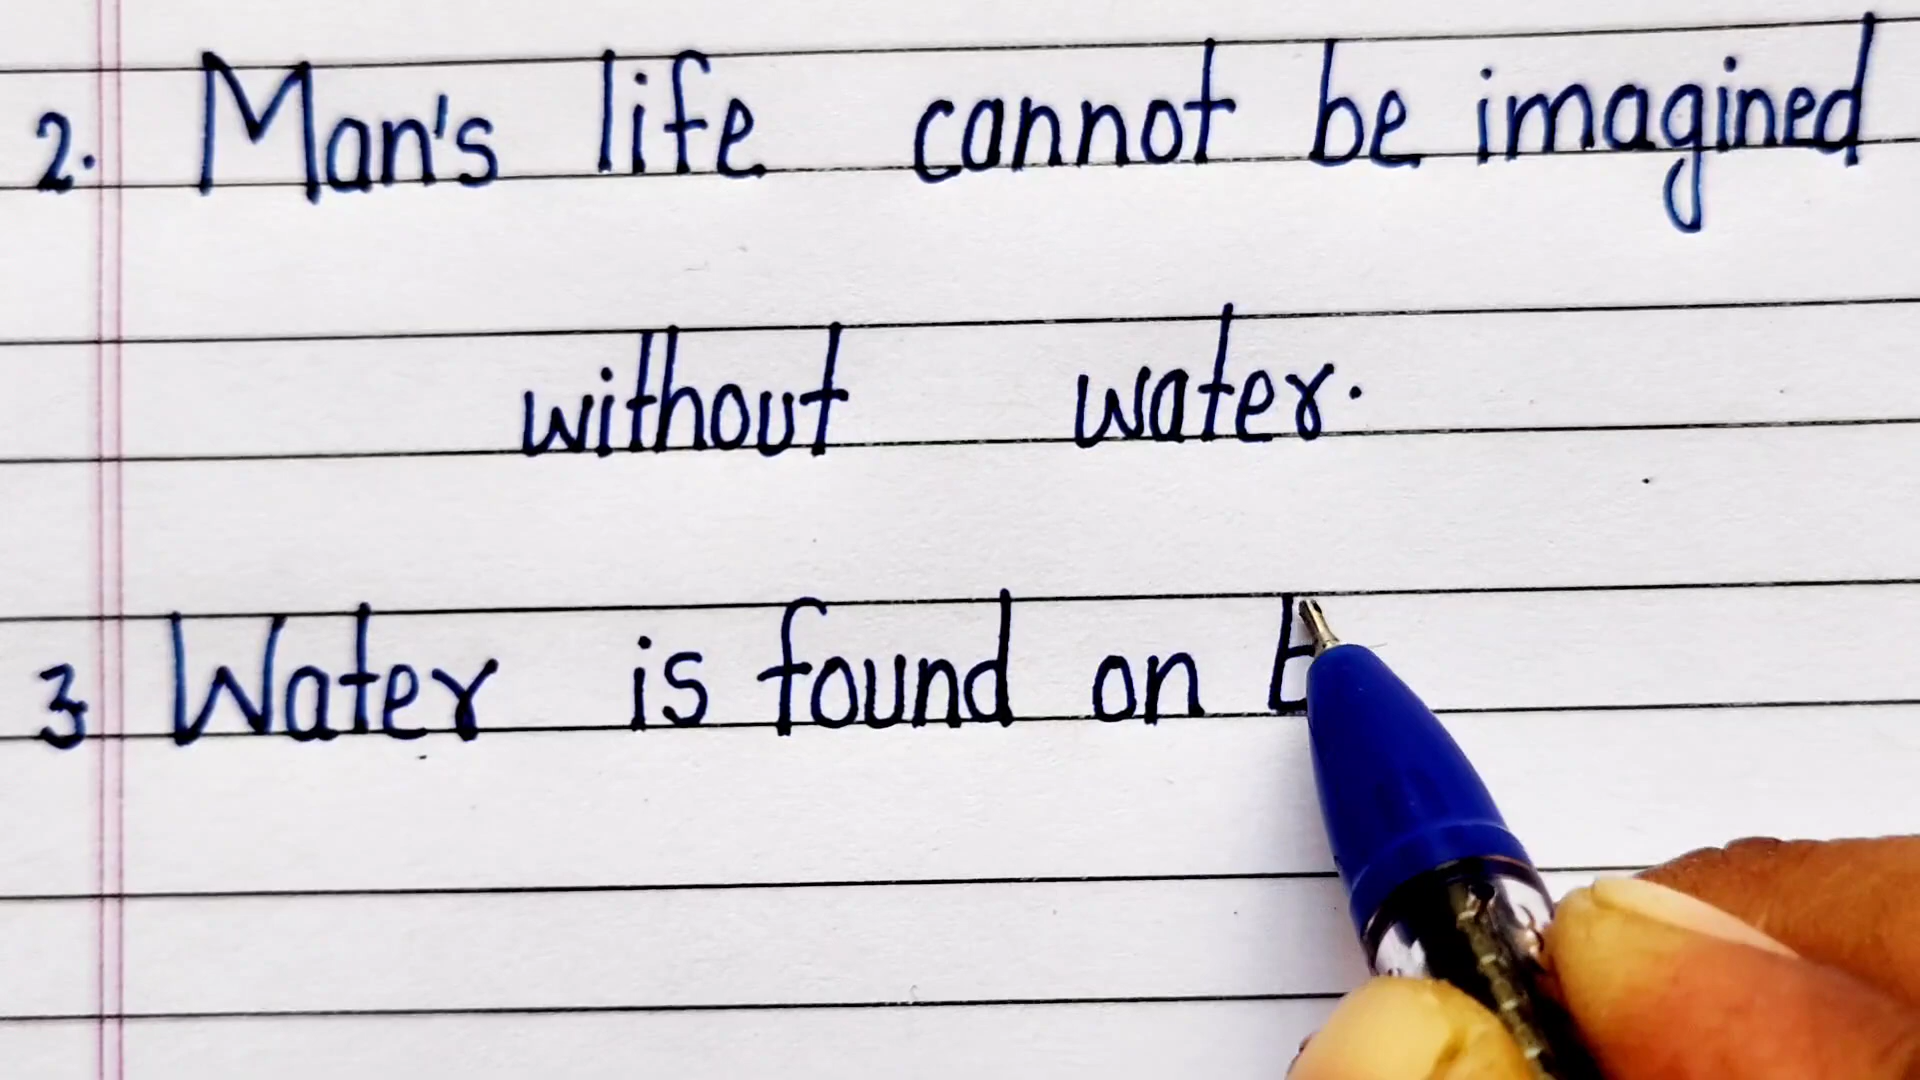 2. Man's life cannot be imagined
without water.
3 Water is found on E